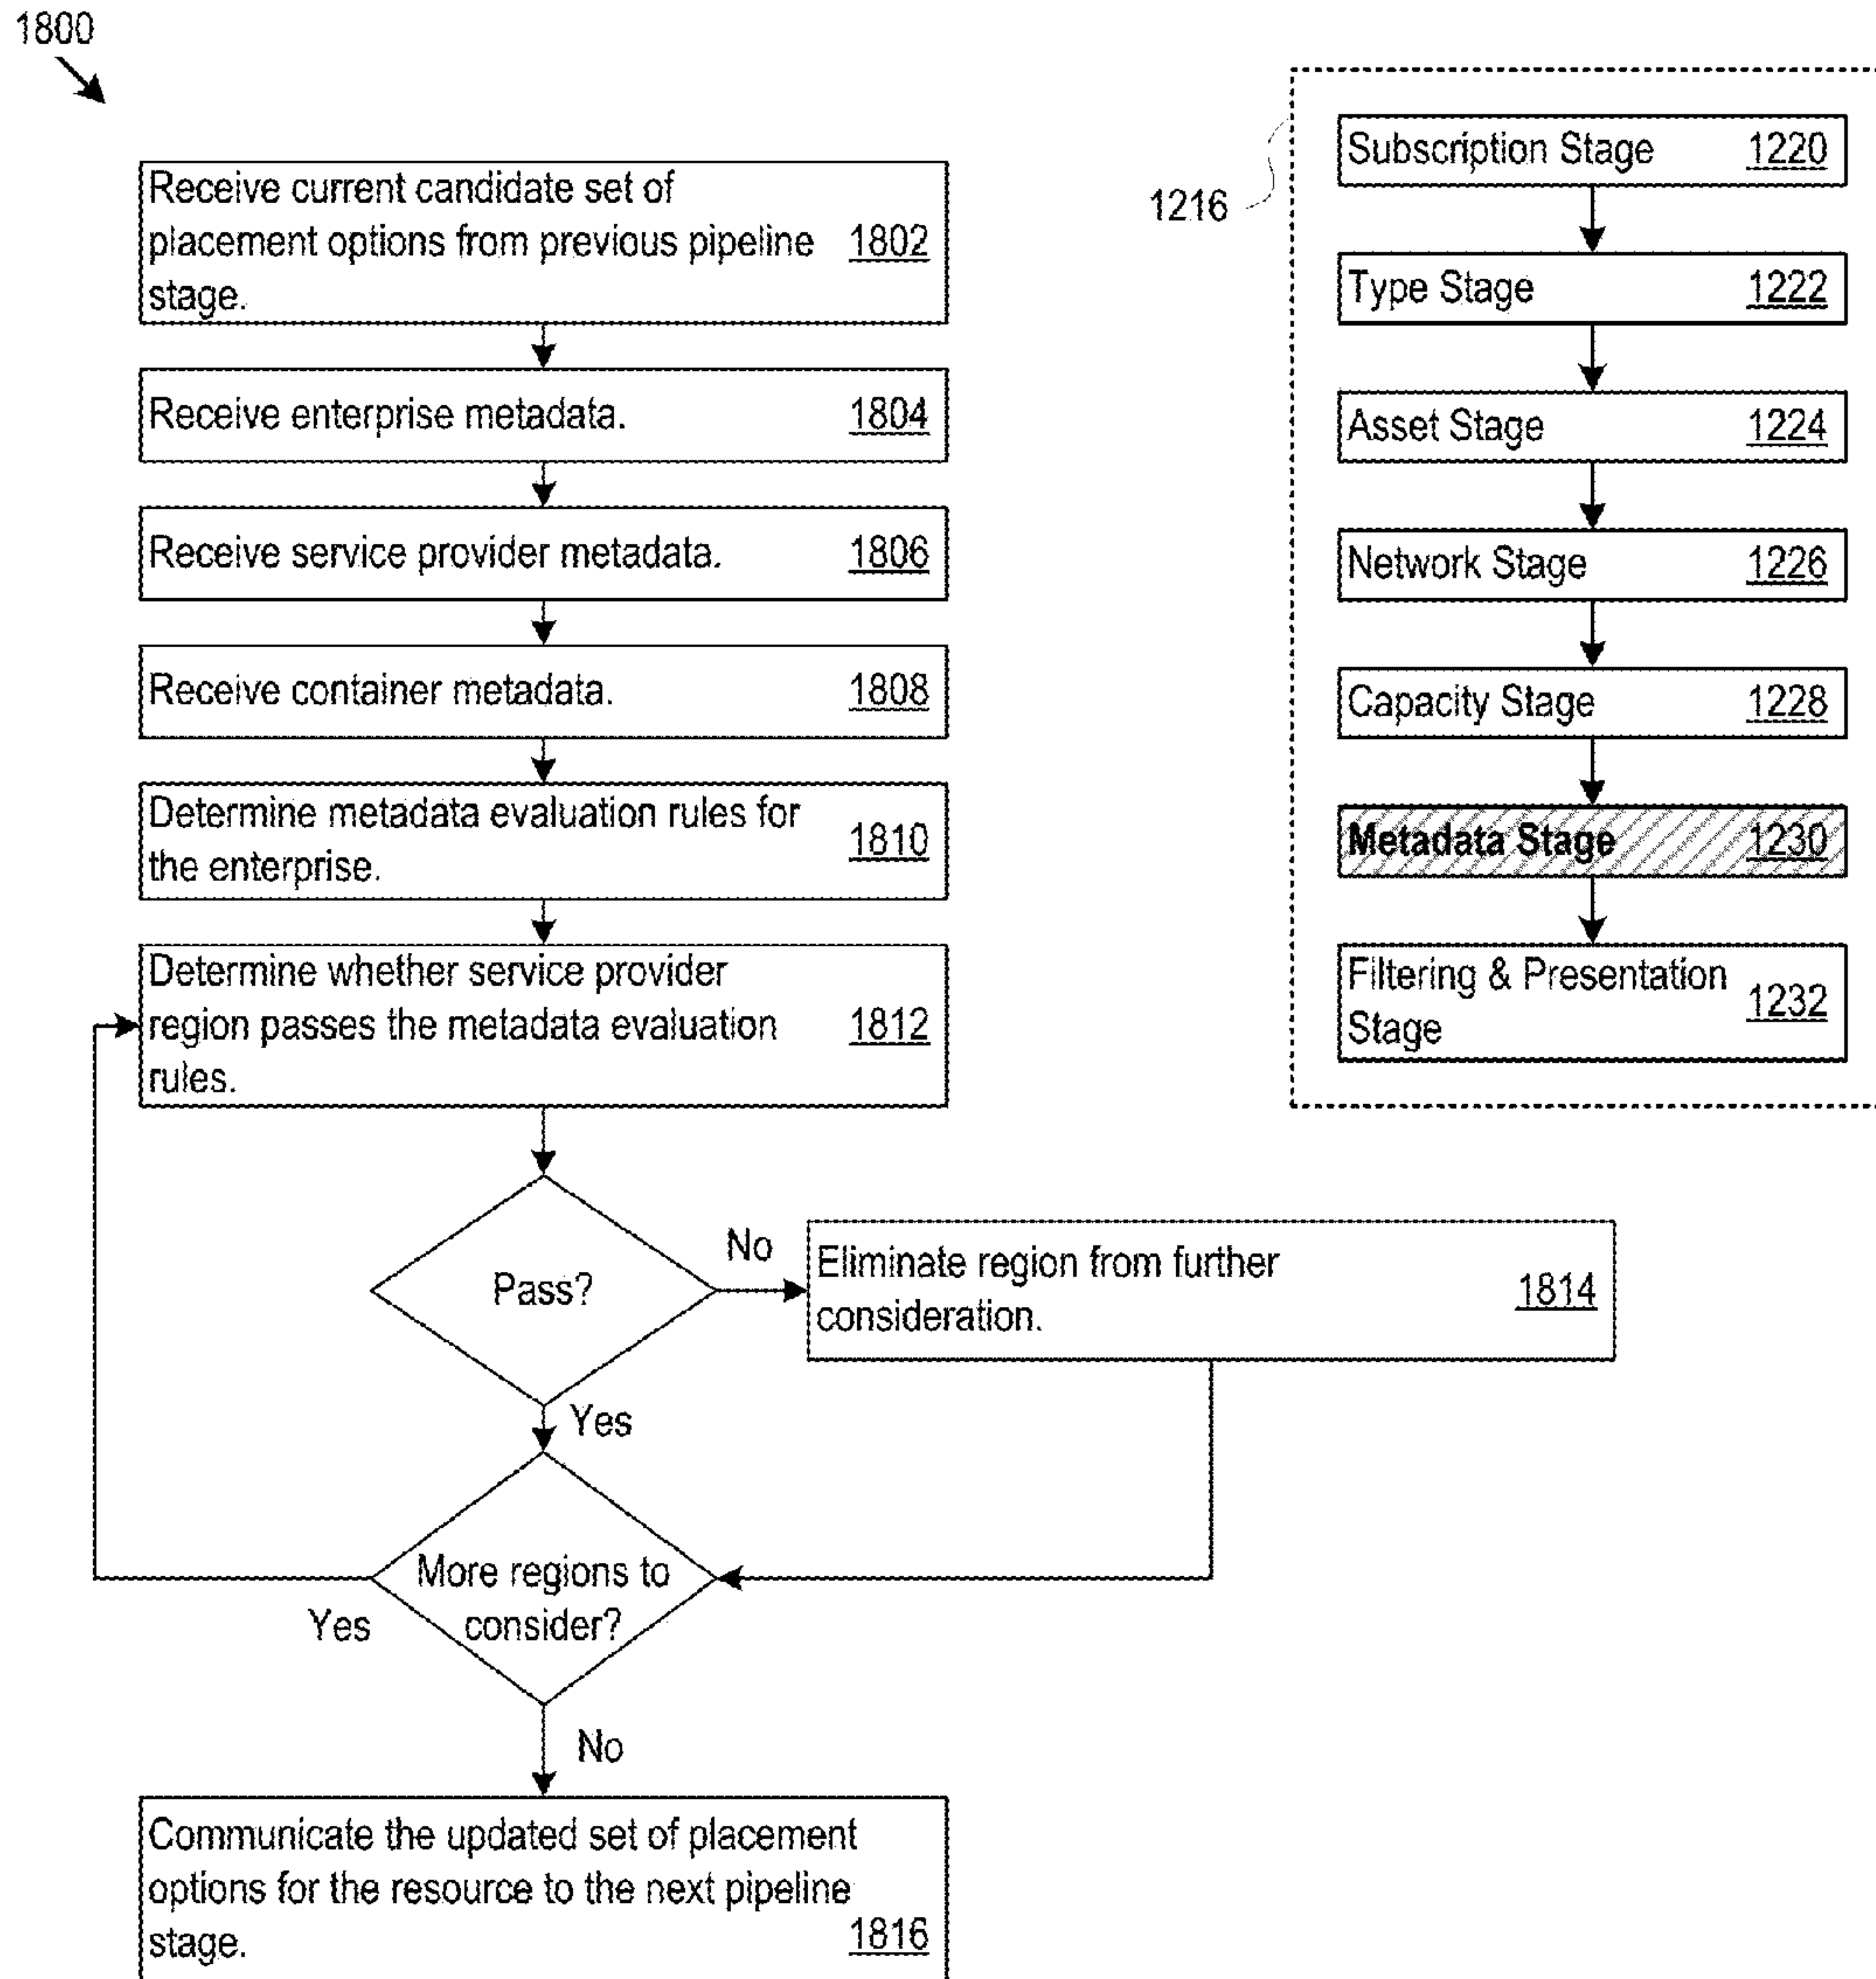 1800
Receive current candidate set of
placement options from previous pipeline 1802
stage.
Receive enterprise metadata. 1804
Receive service provider metadata. 1806
Receive container metadata. 1808
Determine metadata evaluation rules for
the enterprise. 1810
Determine whether service provider
region passes the metadata evaluation 1812
rules.
Pass?
No
Eliminate region from further
consideration. 1814
Yes
More regions to
consider?
Yes
No
Communicate the updated set of placement
options for the resource to the next pipeline
stage. 1816
1216
Subscription Stage 1220
Type Stage 1222
Asset Stage 1224
Network Stage 1226
Capacity Stage 1228
Metadata Stage 1230
Filtering & Presentation
Stage 1232